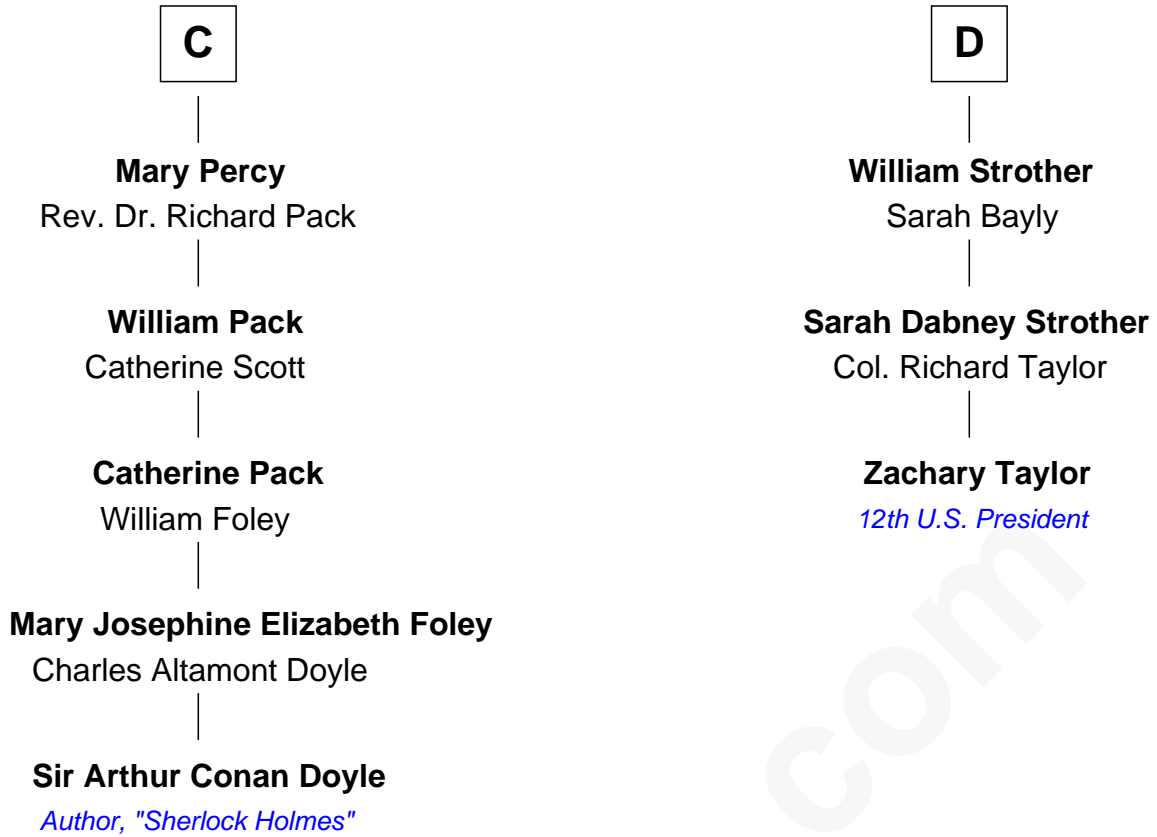 C
Mary Percy
Rev. Dr. Richard Pack
William Pack
Catherine Scott
Catherine Pack
William Foley
Mary Josephine Elizabeth Foley
Charles Altamont Doyle
Sir Arthur Conan Doyle
Author, "Sherlock Holmes"
D
William Strother
Sarah Bayly
Sarah Dabney Strother
Col. Richard Taylor
Zachary Taylor
12th U.S. President
com